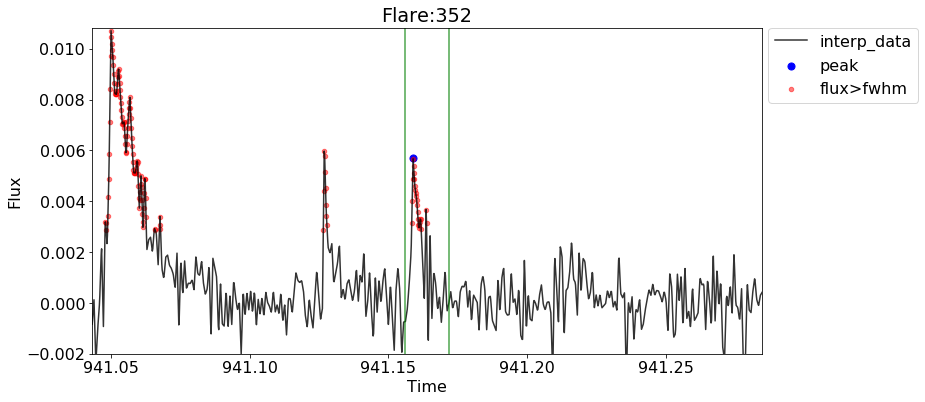 Flare:352
0.010
0.008
0.006
0.004
0.002
0.000
−0.002
Flux
941.05
941.10
941.15
941.20
941.25
Time
interp_data
peak
flux>fwhm